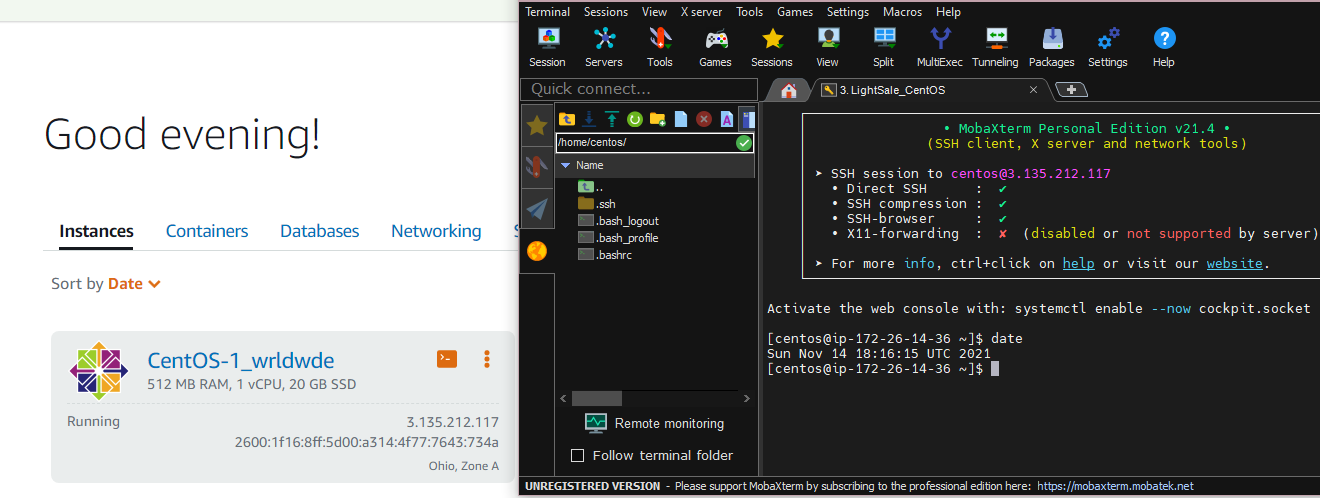 Good evening!
Instances Containers Databases Networking
Sort by Date
CentOS-1_wrldwde
512 MB RAM, 1 vCPU, 20 GB SSD
Running
3.135.212.117
2600:1f16:8ff:5d00:a314:4f77:7643:734a
Ohio, Zone A
Terminal Sessions View X server Tools Games Settings Macros Help
Session Servers Tools Games Sessions View Split MultiExec Tunneling Packages Settings Help
Quick connect...
3. LightSale_CentOS
/home/centos/
Name
..
.ssh
.bash_logout
.bash_profile
.bashrc
Remote monitoring
Follow terminal folder
• MobaXterm Personal Edition v21.4 •
(SSH client, X server and network tools)
➤ SSH session to centos@3.135.212.117
• Direct SSH : ✔
• SSH compression : ✔
• SSH-browser : ✔
• X11-forwarding : ✘ (disabled or not supported by server)
➤ For more info, ctrl+click on help or visit our website.
Activate the web console with: systemctl enable --now cockpit.socket
[centos@ip-172-26-14-36 ~]$ date
Sun Nov 14 18:16:15 UTC 2021
[centos@ip-172-26-14-36 ~]$
UNREGISTERED VERSION - Please support MobaXterm by subscribing to the professional edition here: https://mobaxterm.mobatek.net